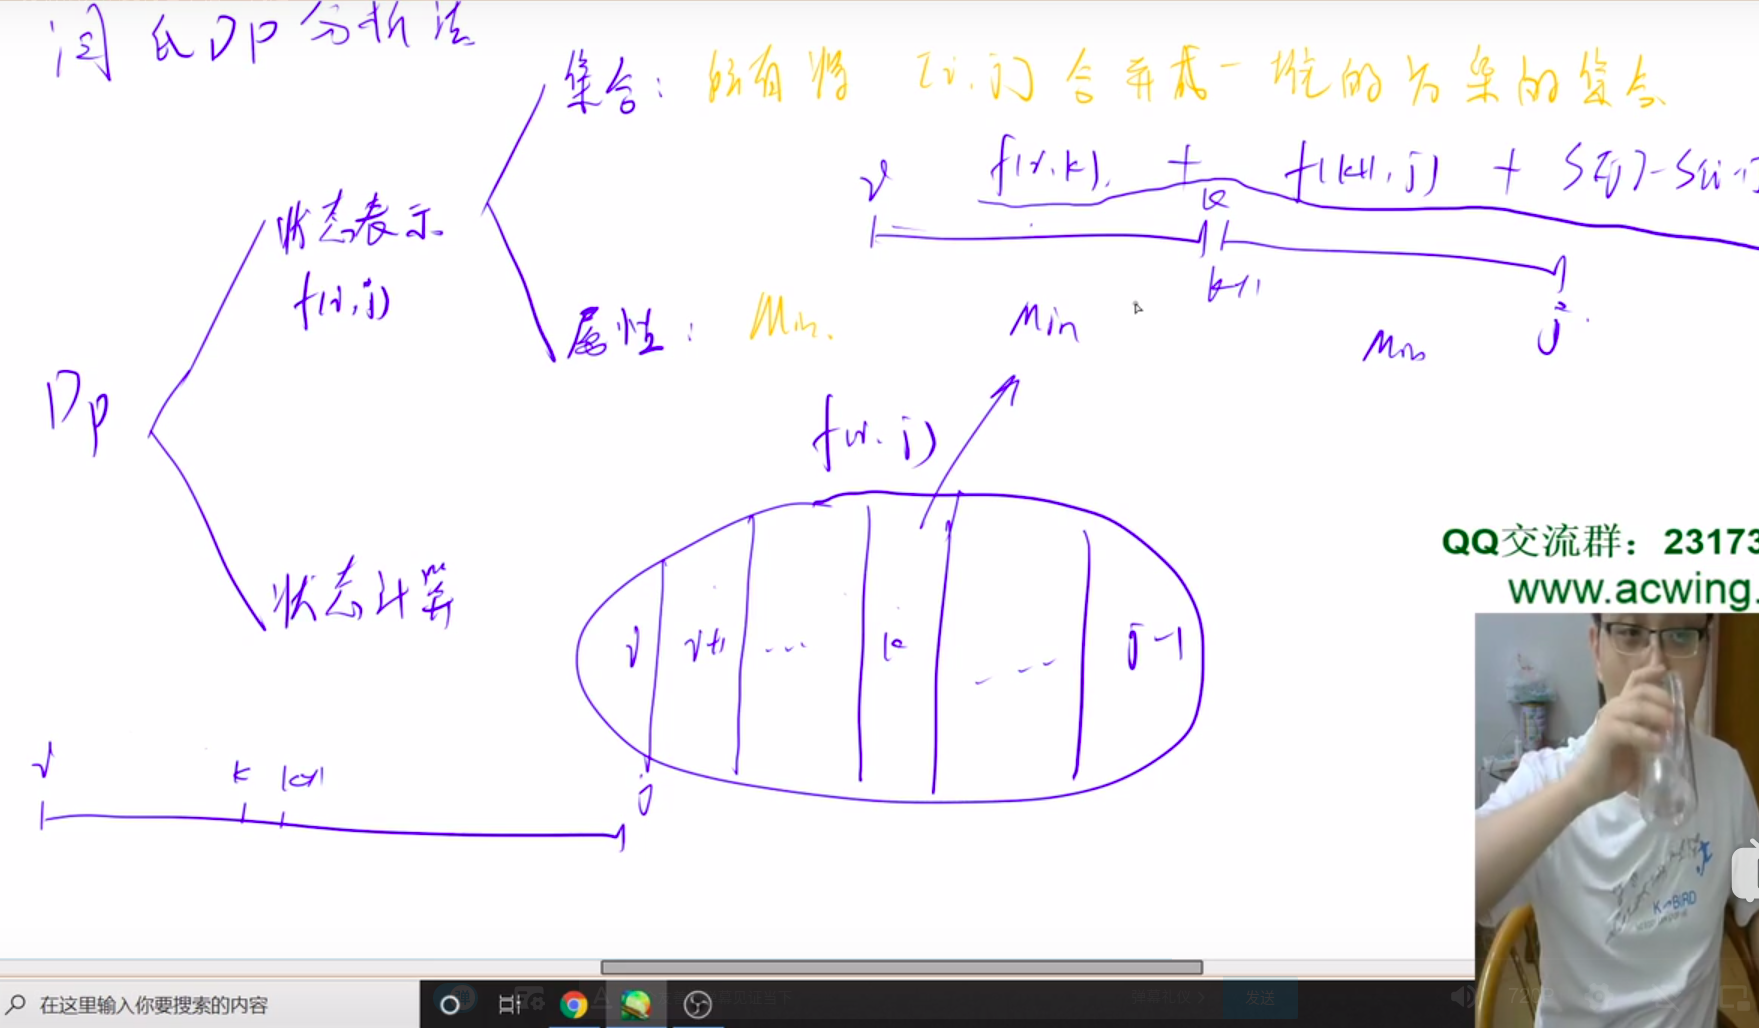 闫氏DP分析法
集合：所有将 [i,j] 合并成一堆的方案的集合
f(i,k) + f(k+1,j) + S[j]-S[i-1]
i
k
状态表示
f(i,j)
k+1
属性：Min.
Min
Min
j
DP
f(i,j)
状态计算
i
i+1
...
k
...
j-1
i
k
k+1
j
QQ交流群：23173
www.acwing.
K-BIRD
在这里输入你要搜索的内容
发送